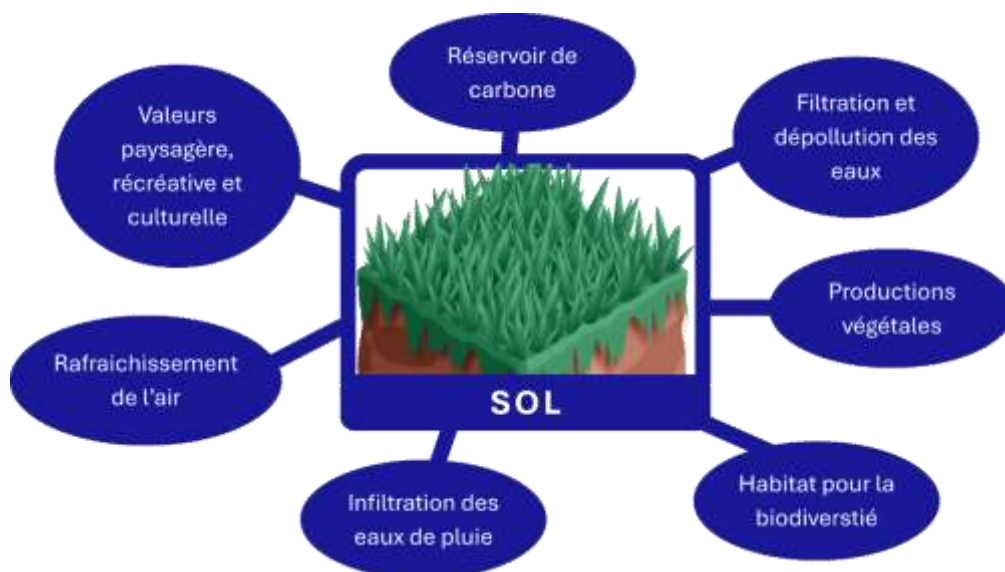 Réservoir de
carbone
Valeurs
paysagère,
récréative et
culturelle
Filtration et
dépollution des
eaux
Productions
végétales
Rafraichissement
de l'air
SOL
Infiltration des
eaux de pluie
Habitat pour la
biodiverstié